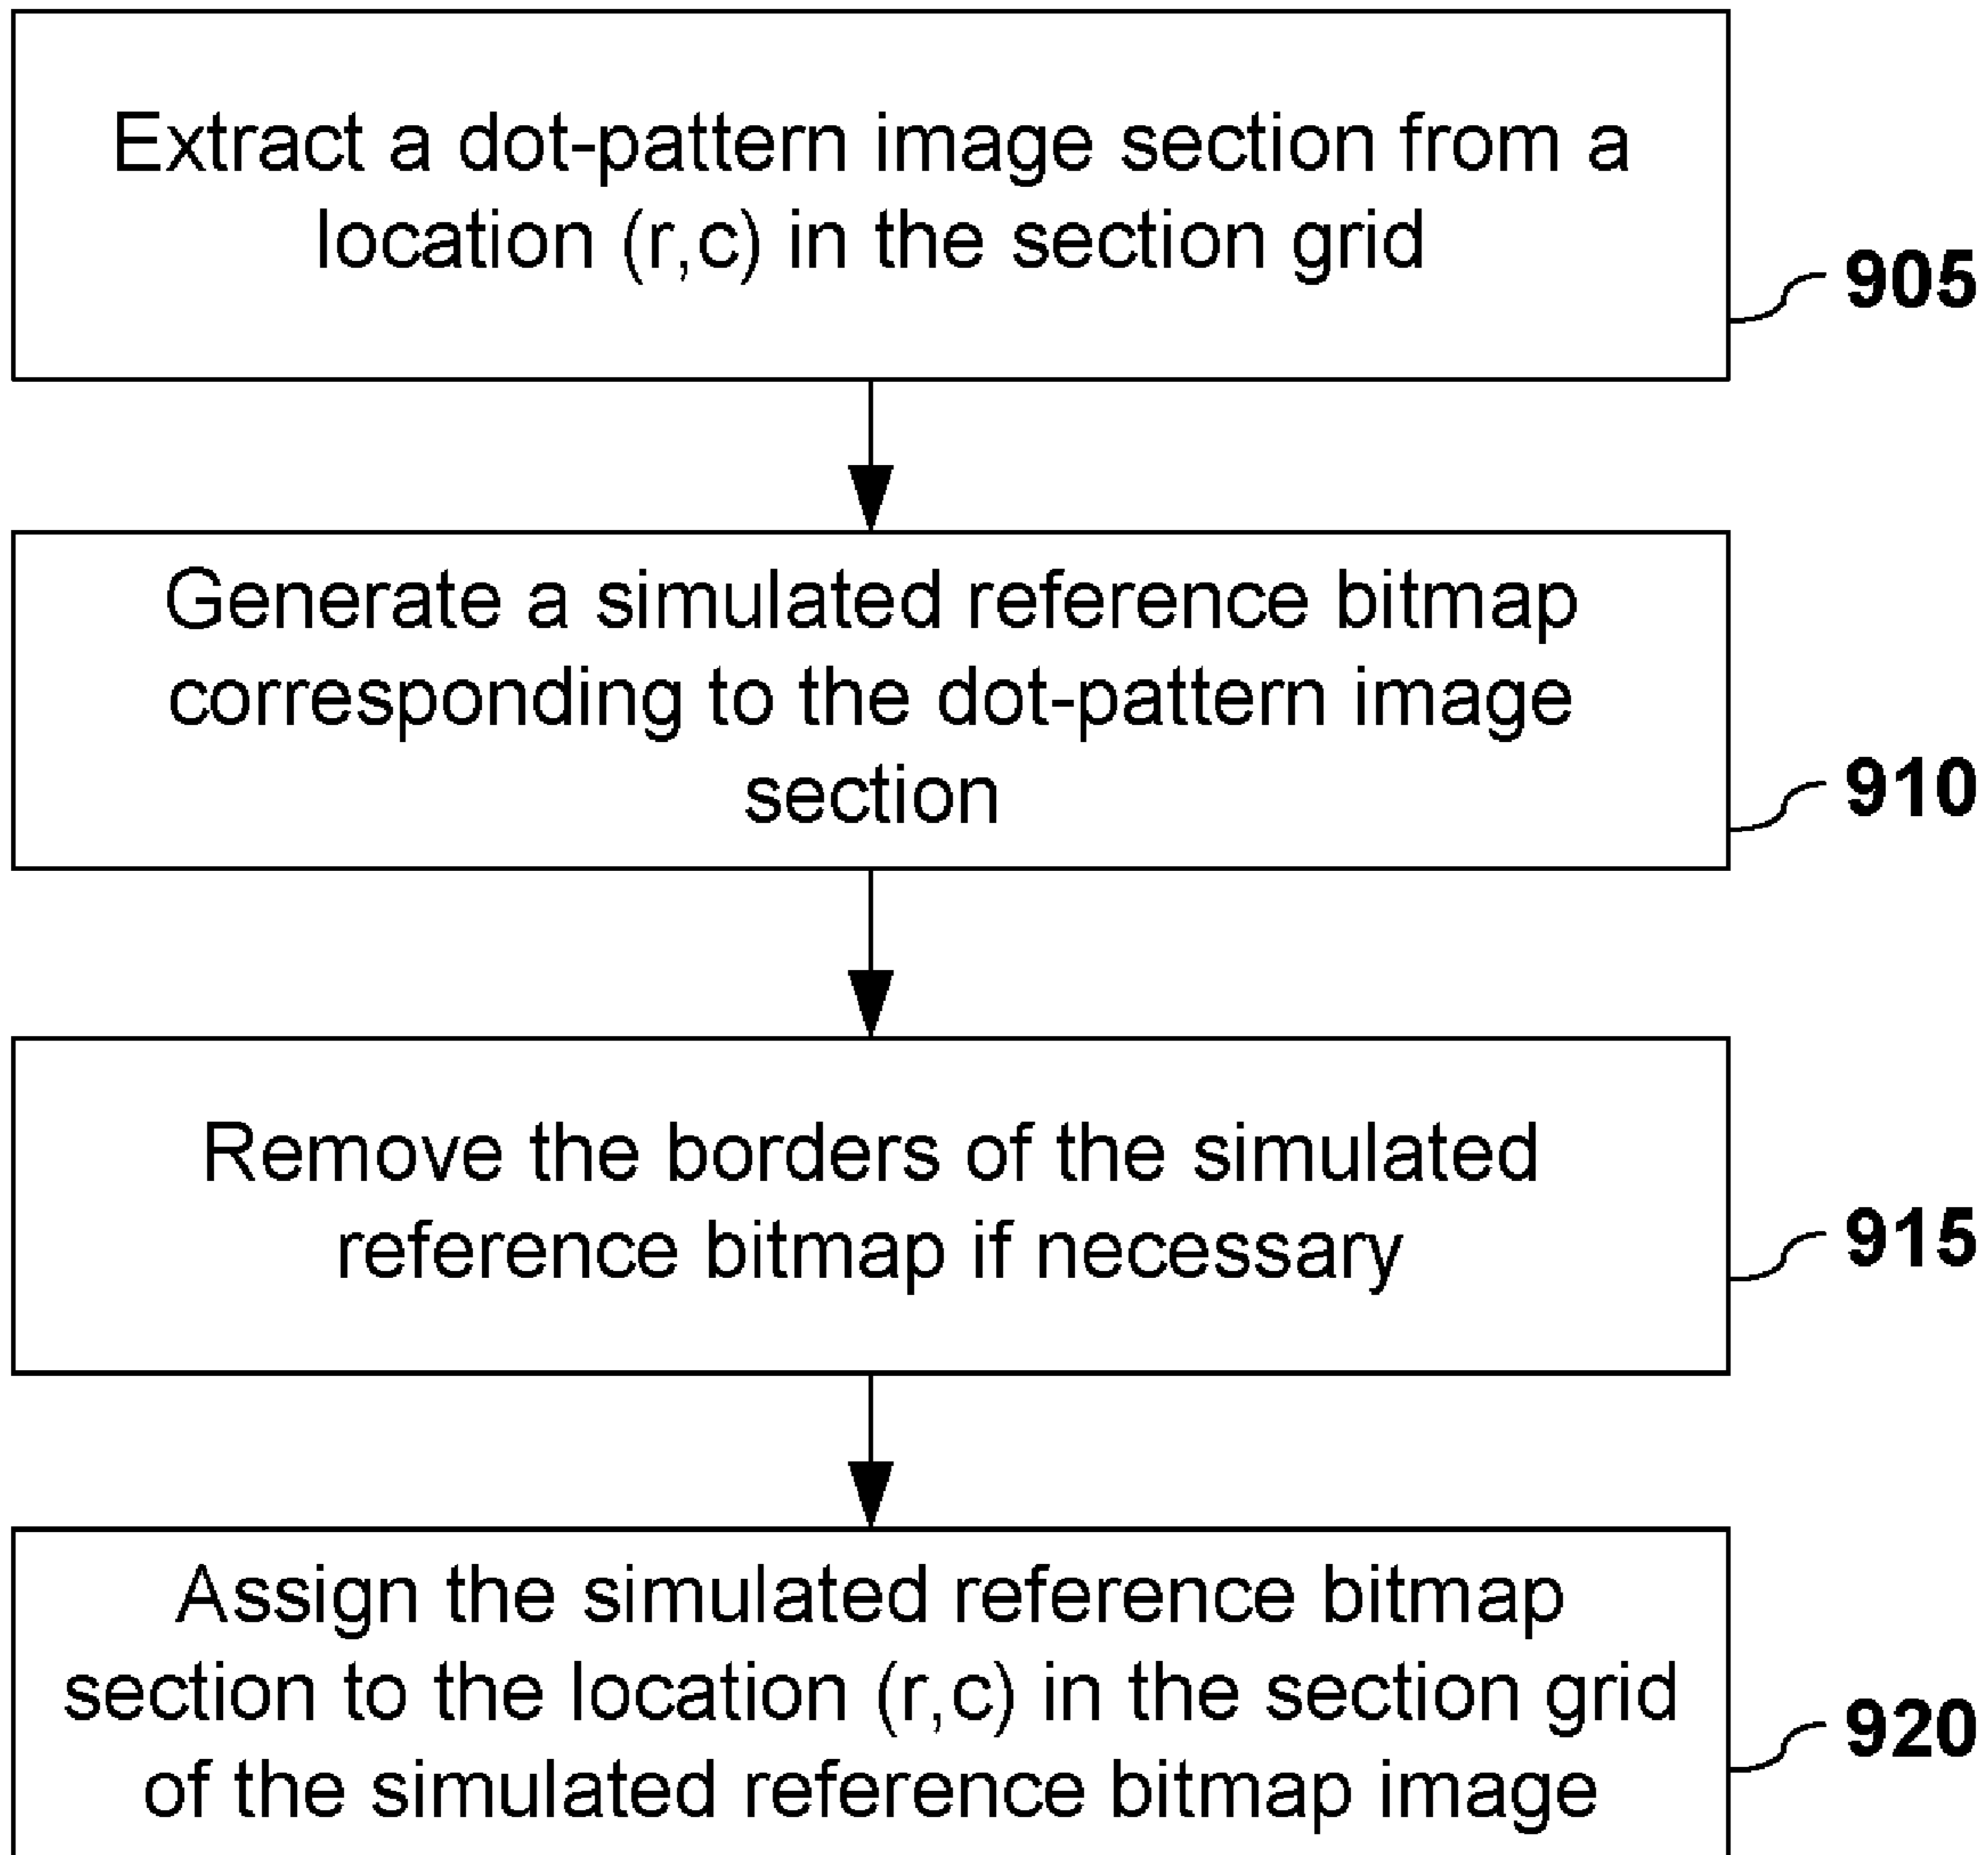 Extract a dot-pattern image section from a
location (r,c) in the section grid
905
Generate a simulated reference bitmap
corresponding to the dot-pattern image
section
910
Remove the borders of the simulated
reference bitmap if necessary
915
Assign the simulated reference bitmap
section to the location (r,c) in the section grid
of the simulated reference bitmap image
920